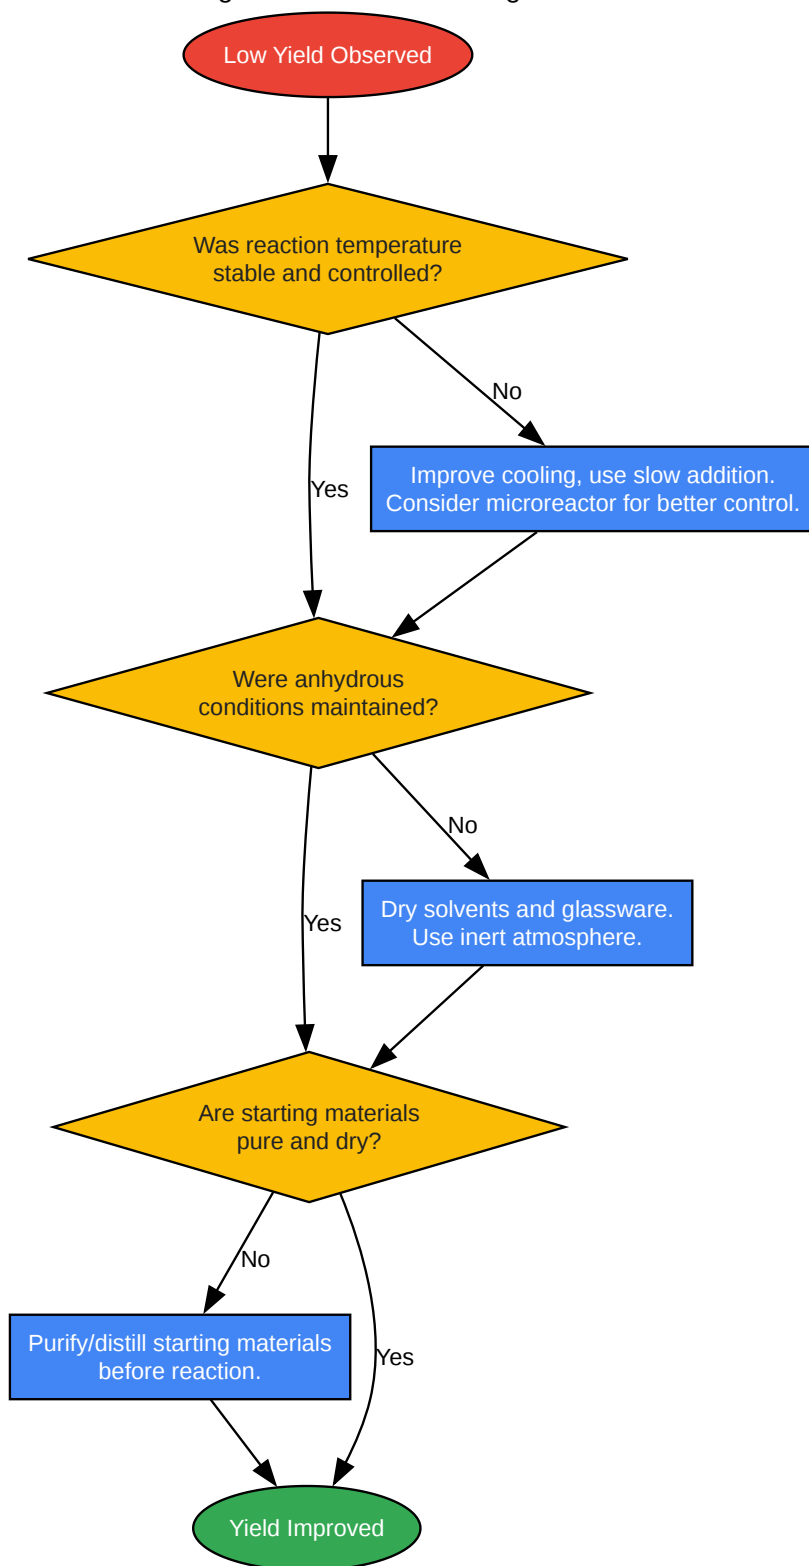 Low Yield Observed
Was reaction temperature
stable and controlled?
No
Improve cooling, use slow addition.
Consider microreactor for better control.
Yes
Were anhydrous
conditions maintained?
No
Dry solvents and glassware.
Use inert atmosphere.
Yes
Are starting materials
pure and dry?
No
Purify/distill starting materials
before reaction.
Yes
Yield Improved